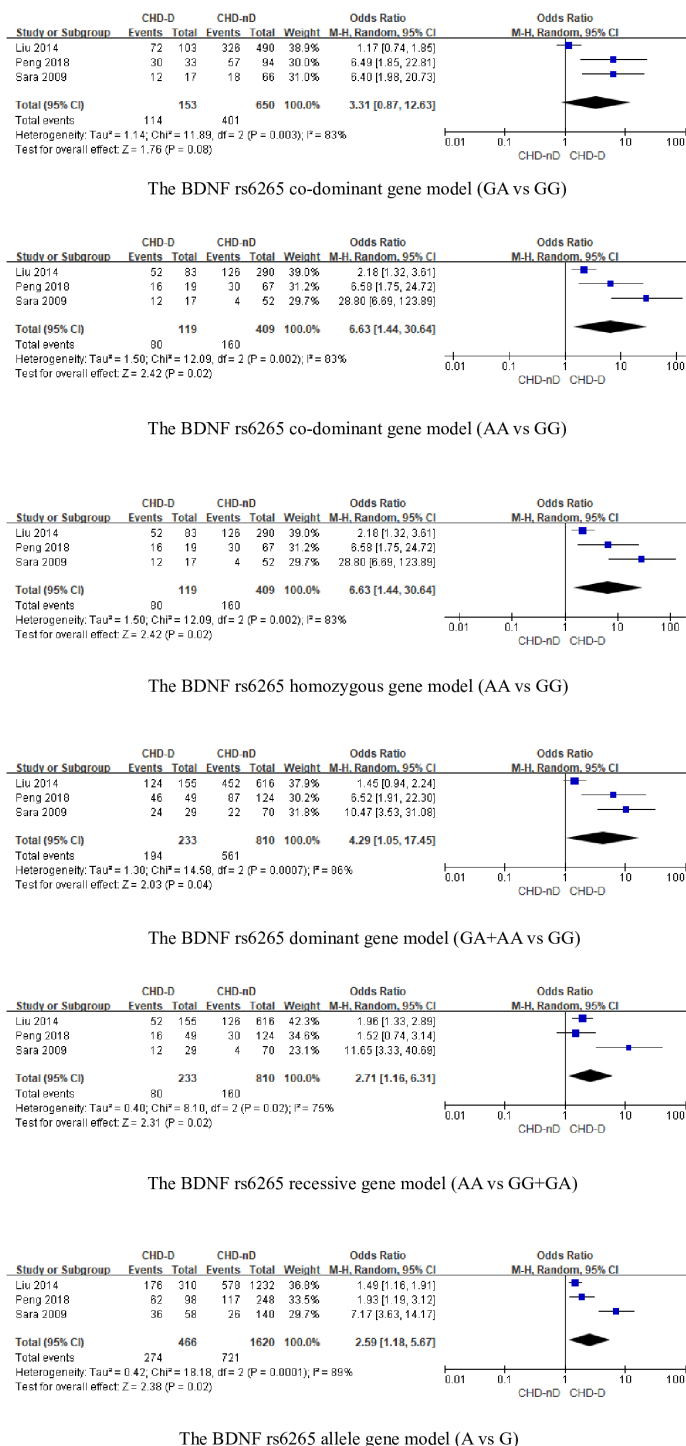 CHD-D CHD-nD Odds Ratio Odds Ratio
Study or Subgroup Events Total Events Total Weight M-H, Random, 95% CI M-H, Random, 95% CI
Liu 2014 72 103 326 490 38.9% 1.17 [0.74, 1.85]
Peng 2018 30 33 57 94 30.0% 6.49 [1.85, 22.81]
Sara 2009 12 17 18 66 31.0% 6.40 [1.98, 20.73]
Total (95% CI) 153 650 100.0% 3.31 [0.87, 12.63]
Total events 114 401
Heterogeneity: Tau² = 1.14; Chi² = 11.89, df = 2 (P = 0.003); I² = 83%
Test for overall effect: Z = 1.76 (P = 0.08)
0.01 0.1 1 10 100
CHD-nD CHD-D
The BDNF rs6265 co-dominant gene model (GA vs GG)
CHD-D CHD-nD Odds Ratio Odds Ratio
Study or Subgroup Events Total Events Total Weight M-H, Random, 95% CI M-H, Random, 95% CI
Liu 2014 52 83 126 290 39.0% 2.18 [1.32, 3.61]
Peng 2018 16 19 30 67 31.2% 6.58 [1.75, 24.72]
Sara 2009 12 17 4 52 29.7% 28.80 [6.69, 123.89]
Total (95% CI) 119 409 100.0% 6.63 [1.44, 30.64]
Total events 80 160
Heterogeneity: Tau² = 1.50; Chi² = 12.09, df = 2 (P = 0.002); I² = 83%
Test for overall effect: Z = 2.42 (P = 0.02)
0.01 0.1 1 10 100
CHD-nD CHD-D
The BDNF rs6265 co-dominant gene model (AA vs GG)
CHD-D CHD-nD Odds Ratio Odds Ratio
Study or Subgroup Events Total Events Total Weight M-H, Random, 95% CI M-H, Random, 95% CI
Liu 2014 52 83 126 290 39.0% 2.18 [1.32, 3.61]
Peng 2018 16 19 30 67 31.2% 6.58 [1.75, 24.72]
Sara 2009 12 17 4 52 29.7% 28.80 [6.69, 123.89]
Total (95% CI) 119 409 100.0% 6.63 [1.44, 30.64]
Total events 80 160
Heterogeneity: Tau² = 1.50; Chi² = 12.09, df = 2 (P = 0.002); I² = 83%
Test for overall effect: Z = 2.42 (P = 0.02)
0.01 0.1 1 10 100
CHD-nD CHD-D
The BDNF rs6265 homozygous gene model (AA vs GG)
CHD-D CHD-nD Odds Ratio Odds Ratio
Study or Subgroup Events Total Events Total Weight M-H, Random, 95% CI M-H, Random, 95% CI
Liu 2014 124 155 452 616 37.9% 1.45 [0.94, 2.24]
Peng 2018 46 49 87 124 30.2% 6.52 [1.91, 22.30]
Sara 2009 24 29 22 70 31.8% 10.47 [3.53, 31.08]
Total (95% CI) 233 810 100.0% 4.29 [1.05, 17.45]
Total events 194 561
Heterogeneity: Tau² = 1.30; Chi² = 14.58, df = 2 (P = 0.0007); I² = 86%
Test for overall effect: Z = 2.03 (P = 0.04)
0.01 0.1 1 10 100
CHD-nD CHD-D
The BDNF rs6265 dominant gene model (GA+AA vs GG)
CHD-D CHD-nD Odds Ratio Odds Ratio
Study or Subgroup Events Total Events Total Weight M-H, Random, 95% CI M-H, Random, 95% CI
Liu 2014 52 155 126 616 42.3% 1.96 [1.33, 2.89]
Peng 2018 16 49 30 124 34.6% 1.52 [0.74, 3.14]
Sara 2009 12 29 4 70 23.1% 11.65 [3.33, 40.69]
Total (95% CI) 233 810 100.0% 2.71 [1.16, 6.31]
Total events 80 160
Heterogeneity: Tau² = 0.40; Chi² = 8.10, df = 2 (P = 0.02); I² = 75%
Test for overall effect: Z = 2.31 (P = 0.02)
0.01 0.1 1 10 100
CHD-nD CHD-D
The BDNF rs6265 recessive gene model (AA vs GG+GA)
CHD-D CHD-nD Odds Ratio Odds Ratio
Study or Subgroup Events Total Events Total Weight M-H, Random, 95% CI M-H, Random, 95% CI
Liu 2014 176 310 578 1232 36.8% 1.49 [1.16, 1.91]
Peng 2018 62 98 117 248 33.5% 1.93 [1.19, 3.12]
Sara 2009 36 58 26 140 29.7% 7.17 [3.63, 14.17]
Total (95% CI) 466 1620 100.0% 2.59 [1.18, 5.67]
Total events 274 721
Heterogeneity: Tau² = 0.42; Chi² = 18.18, df = 2 (P = 0.0001); I² = 89%
Test for overall effect: Z = 2.38 (P = 0.02)
0.01 0.1 1 10 100
CHD-nD CHD-D
The BDNF rs6265 allele gene model (A vs G)